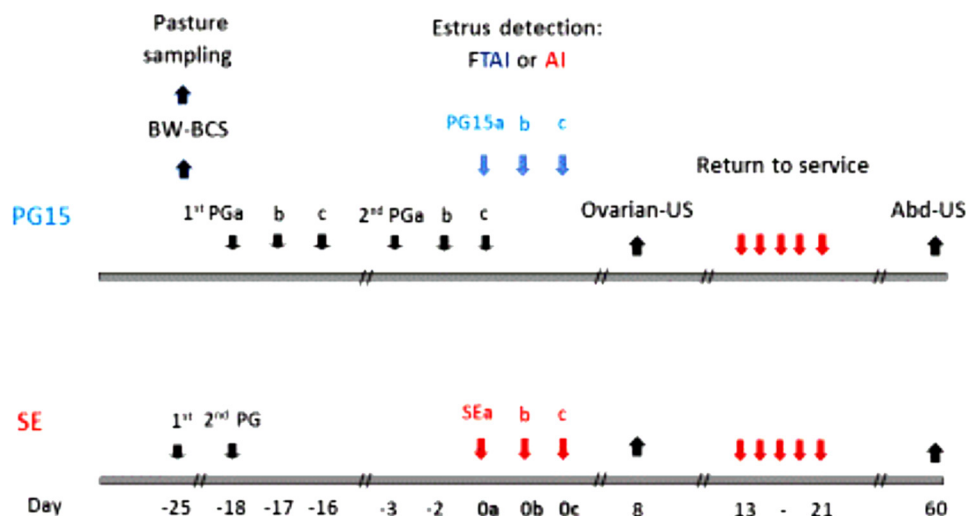 Pasture
sampling
Estrus detection:
FTAI or AI
BW-BCS
PG15a b c
Return to service
PG15
1st PGa b c 2nd PGa b c
Ovarian-US
Abd-US
SE
1st 2nd PG
SEa b c
Day -25 -18 -17 -16 -3 -2 0a 0b 0c 8 13 - 21 60